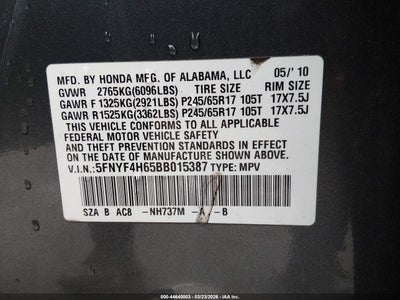 MFD. BY HONDA MFG. OF ALABAMA, LLC 05/'10
GVWR 2765KG(6096LBS) TIRE SIZE RIM SIZE
GAWR F 1325KG(2921LBS) P245/65R17 105T 17X7.5J
GAWR R 1525KG(3362LBS) P245/65R17 105T 17X7.5J
THIS VEHICLE CONFORMS TO ALL APPLICABLE
FEDERAL MOTOR VEHICLE SAFETY
AND THEFT PREVENTION STANDARDS IN EFFECT ON
THE DATE OF MANUFACTURE SHOWN ABOVE.
V.I.N.: 5FNYF4H65BB015387 TYPE: MPV
SZA B AC8 -NH737M -A -B
000-44640003 - 03/23/2026 - IAA, Inc.